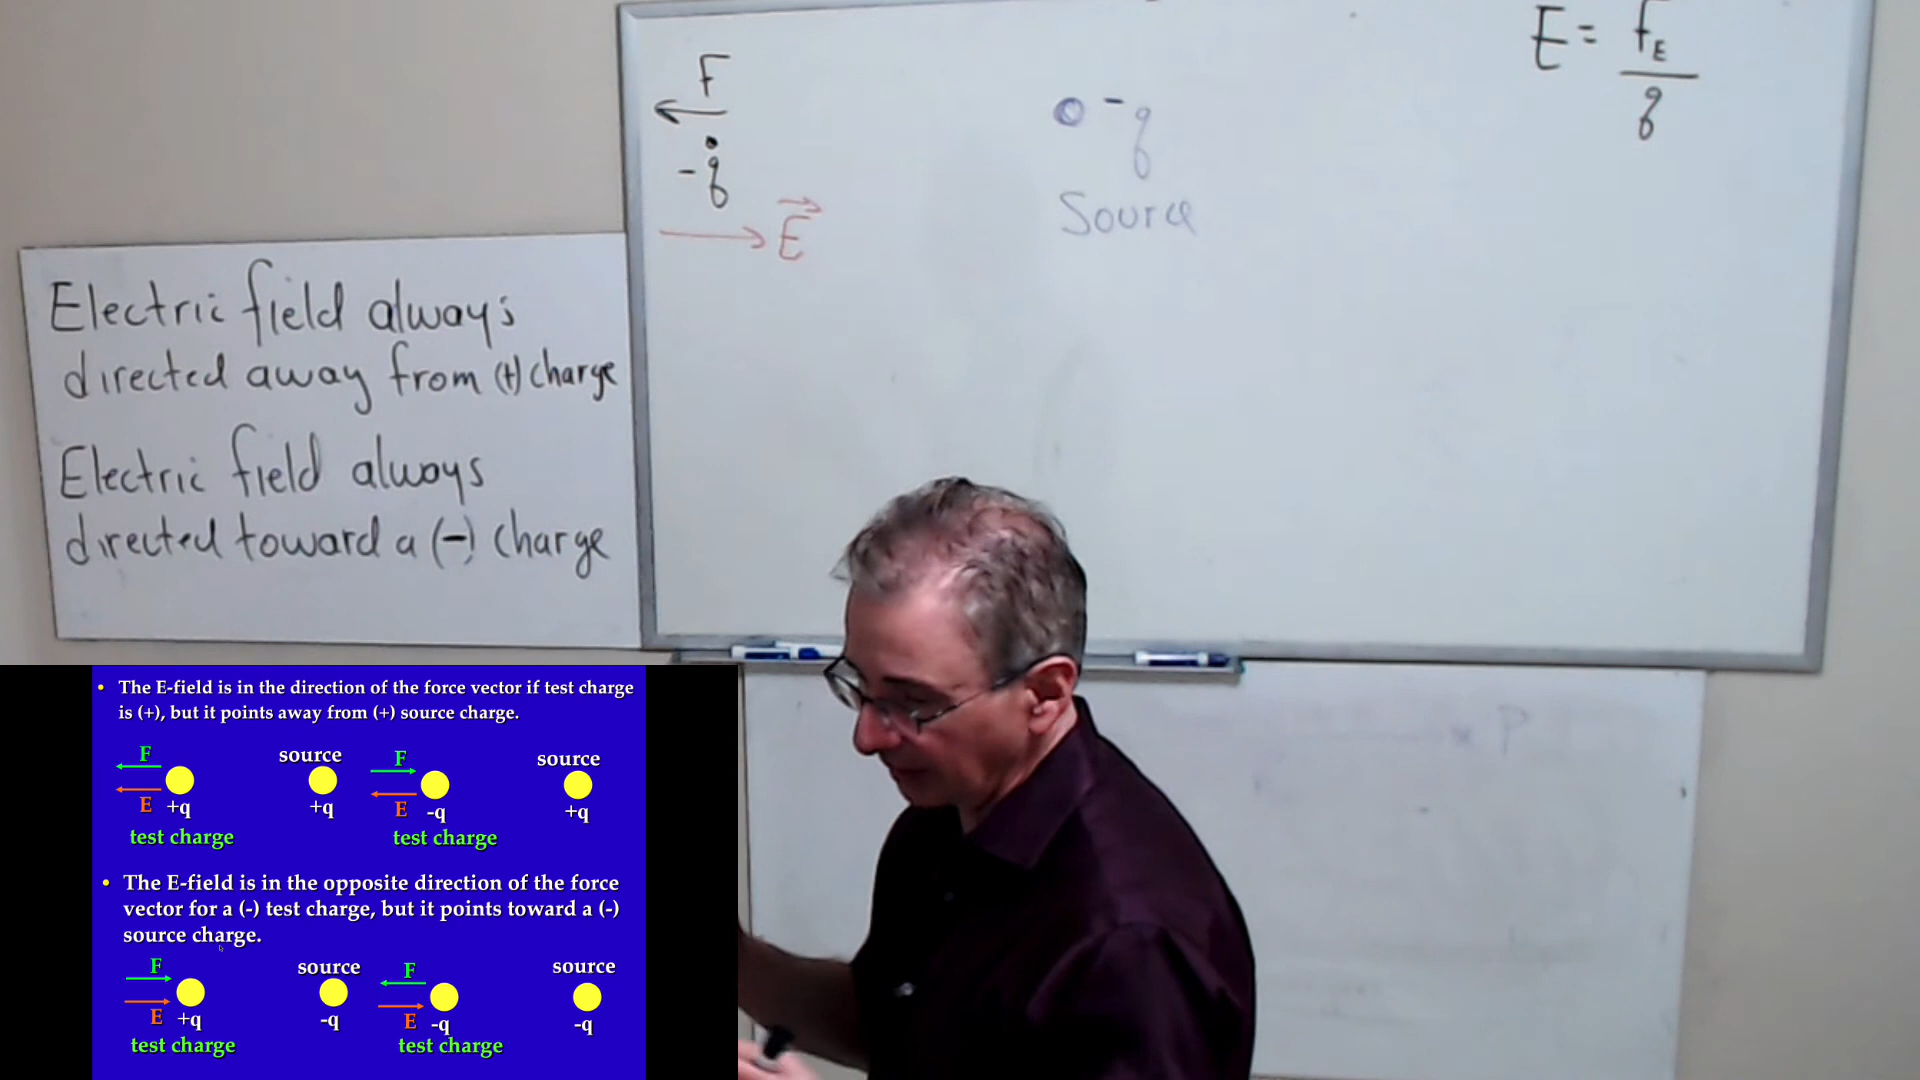 F
-q
E
-q
Source
E = F_E
q
Electric field always
directed away from (+) charge
Electric field always
directed toward a (-) charge
P
• The E-field is in the direction of the force vector if test charge
is (+), but it points away from (+) source charge.
F
+q
E
test charge
source
+q
F
-q
E
test charge
source
+q
• The E-field is in the opposite direction of the force
vector for a (-) test charge, but it points toward a (-)
source charge.
F
+q
E
test charge
source
-q
F
-q
E
test charge
source
-q